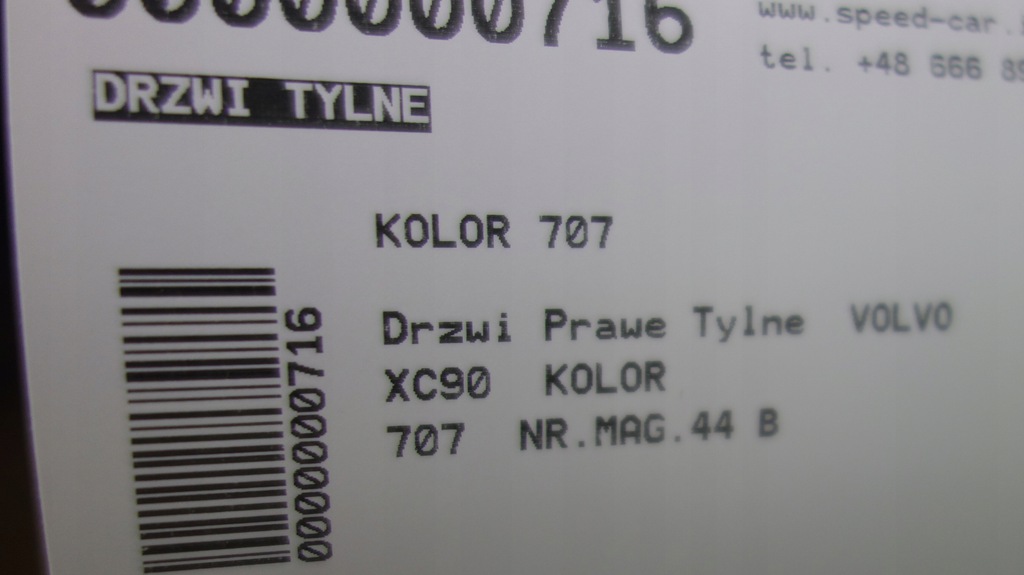 0000000716
www.speed-car.
tel. +48 666
DRZWI TYLNE
KOLOR 707
Drzwi Prawe Tylne VOLVO
XC90 KOLOR
707 NR.MAG.44 B
0000000716